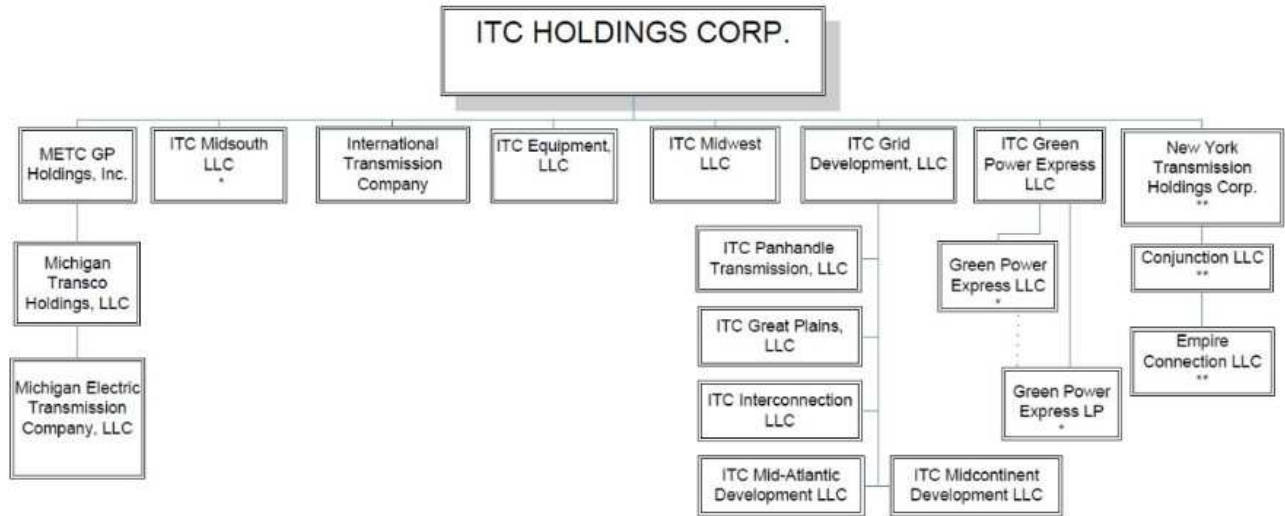 ITC HOLDINGS CORP.
METC GP
Holdings, Inc.
ITC Midsouth
LLC
*
International
Transmission
Company
ITC Equipment,
LLC
ITC Midwest
LLC
ITC Grid
Development, LLC
ITC Green
Power Express
LLC
New York
Transmission
Holdings Corp.
**
Michigan
Transco
Holdings, LLC
ITC Panhandle
Transmission, LLC
Green Power
Express LLC
*
Conjunction LLC
**
Michigan Electric
Transmission
Company, LLC
ITC Great Plains,
LLC
Empire
Connection LLC
**
ITC Interconnection
LLC
Green Power
Express LP
*
ITC Mid-Atlantic
Development LLC
ITC Midcontinent
Development LLC